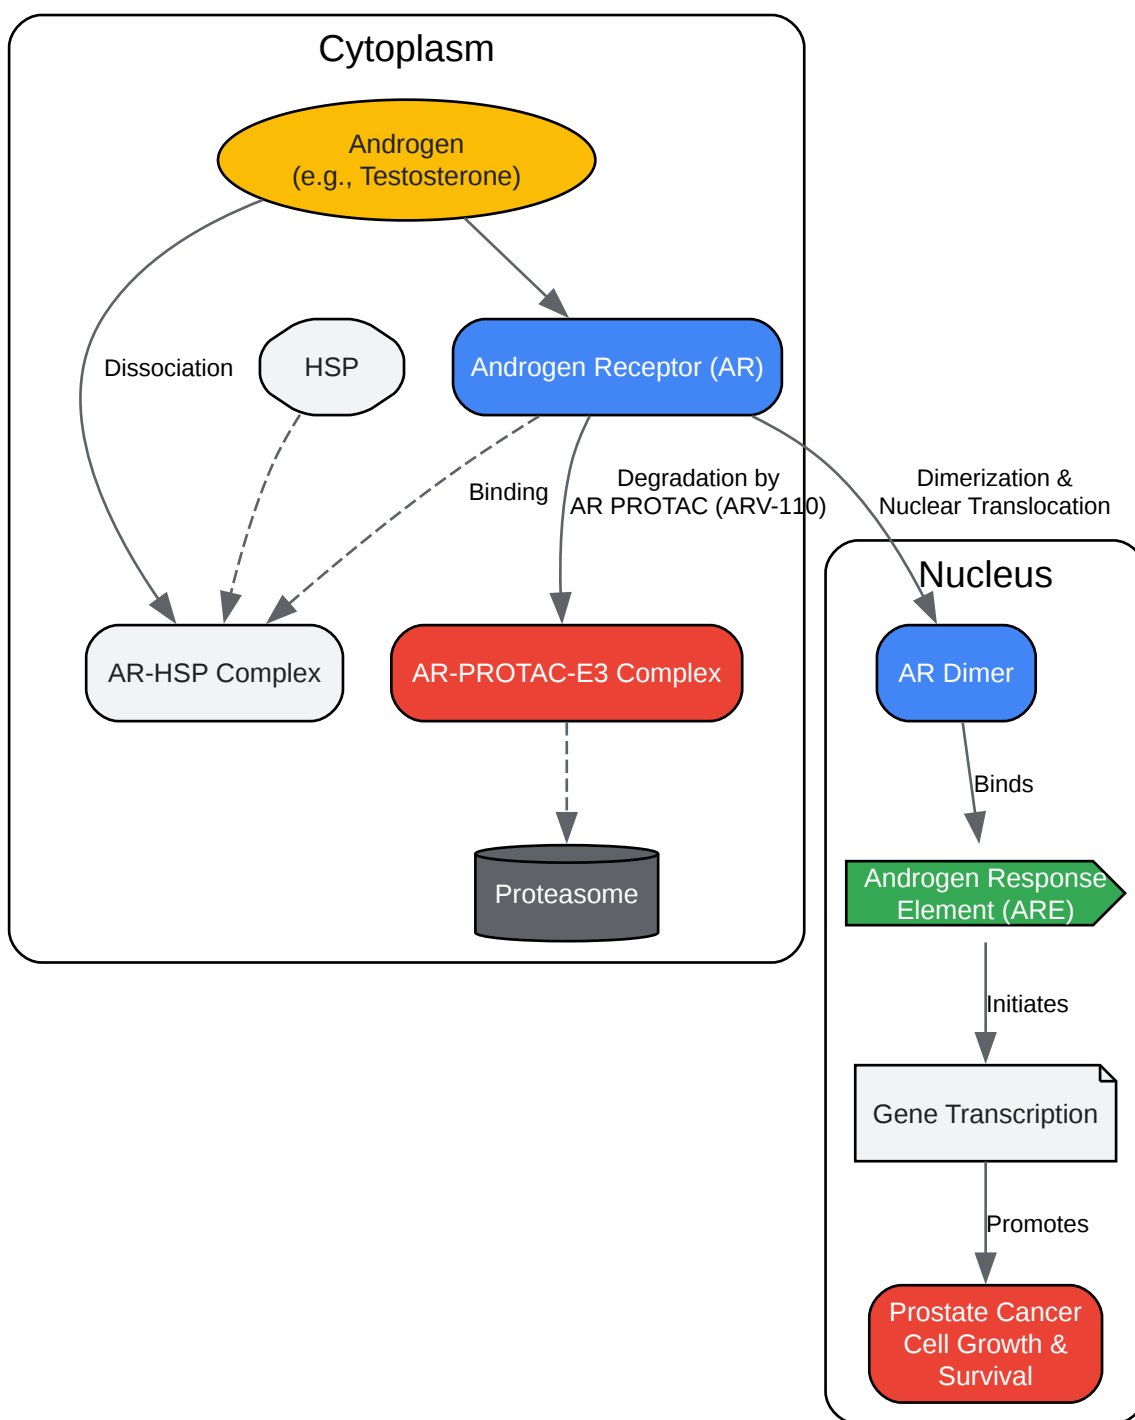 Cytoplasm
Androgen
(e.g., Testosterone)
Dissociation
HSP
Androgen Receptor (AR)
Binding
Degradation by
AR PROTAC (ARV-110)
Dimerization &
Nuclear Translocation
Nucleus
AR-HSP Complex
AR-PROTAC-E3 Complex
AR Dimer
Binds
Proteasome
Androgen Response
Element (ARE)
Initiates
Gene Transcription
Promotes
Prostate Cancer
Cell Growth &
Survival